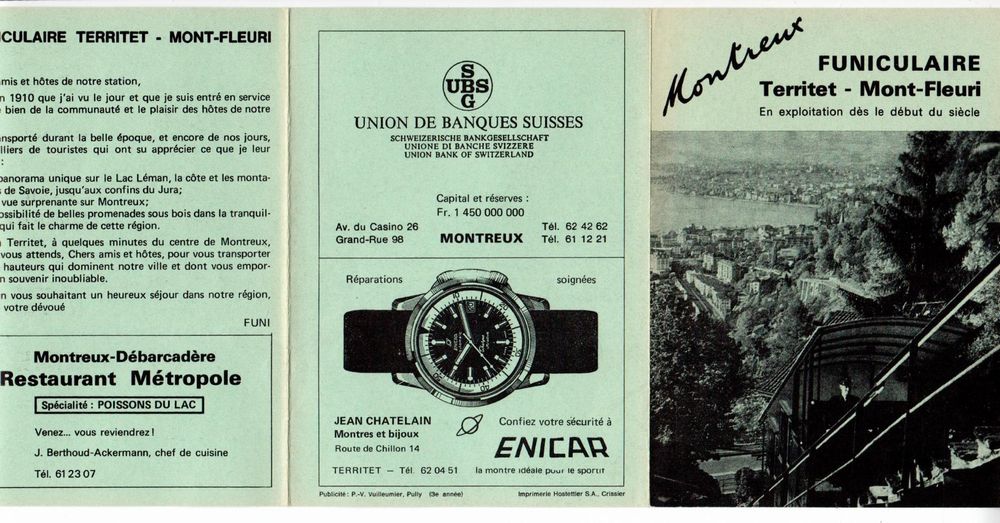 ICULAIRE TERRITET - MONT-FLEURI
amis et hôtes de notre station,
n 1910 que j'ai vu le jour et que je suis entré en service
bien de la communauté et le plaisir des hôtes de notre
nsporté durant la belle époque, et encore de nos jours,
lliers de touristes qui ont su apprécier ce que je leur
:
panorama unique sur le Lac Léman, la côte et les monta-
de Savoie, jusqu'aux confins du Jura;
vue surprenante sur Montreux;
ossibilité de belles promenades sous bois dans la tranquil-
qui fait le charme de cette région.
Territet, à quelques minutes du centre de Montreux,
vous attends, Chers amis et hôtes, pour vous transporter
hauteurs qui dominent notre ville et dont vous empor-
n souvenir inoubliable.
n vous souhaitant un heureux séjour dans notre région,
votre dévoué
FUNI
Montreux-Débarcadère
Restaurant Métropole
Spécialité : POISSONS DU LAC
Venez... vous reviendrez !
J. Berthoud-Ackermann, chef de cuisine
Tél. 61 23 07
S
UBS
G
UNION DE BANQUES SUISSES
SCHWEIZERISCHE BANKGESELLSCHAFT
UNIONE DI BANCHE SVIZZERE
UNION BANK OF SWITZERLAND
Capital et réserves :
Fr. 1 450 000 000
Av. du Casino 26
Grand-Rue 98
MONTREUX
Tél. 62 42 62
Tél. 61 12 21
Réparations soignées
JEAN CHATELAIN
Montres et bijoux
Route de Chillon 14
TERRITET — Tél. 62 04 51
Confiez votre sécurité à
ENICAR
la montre idéale pour le sportif
Publicité : P.-V. Vuilleumier, Pully (3e année)
Imprimerie Hostettler S.A., Crissier
Montreux
FUNICULAIRE
Territet - Mont-Fleuri
En exploitation dès le début du siècle